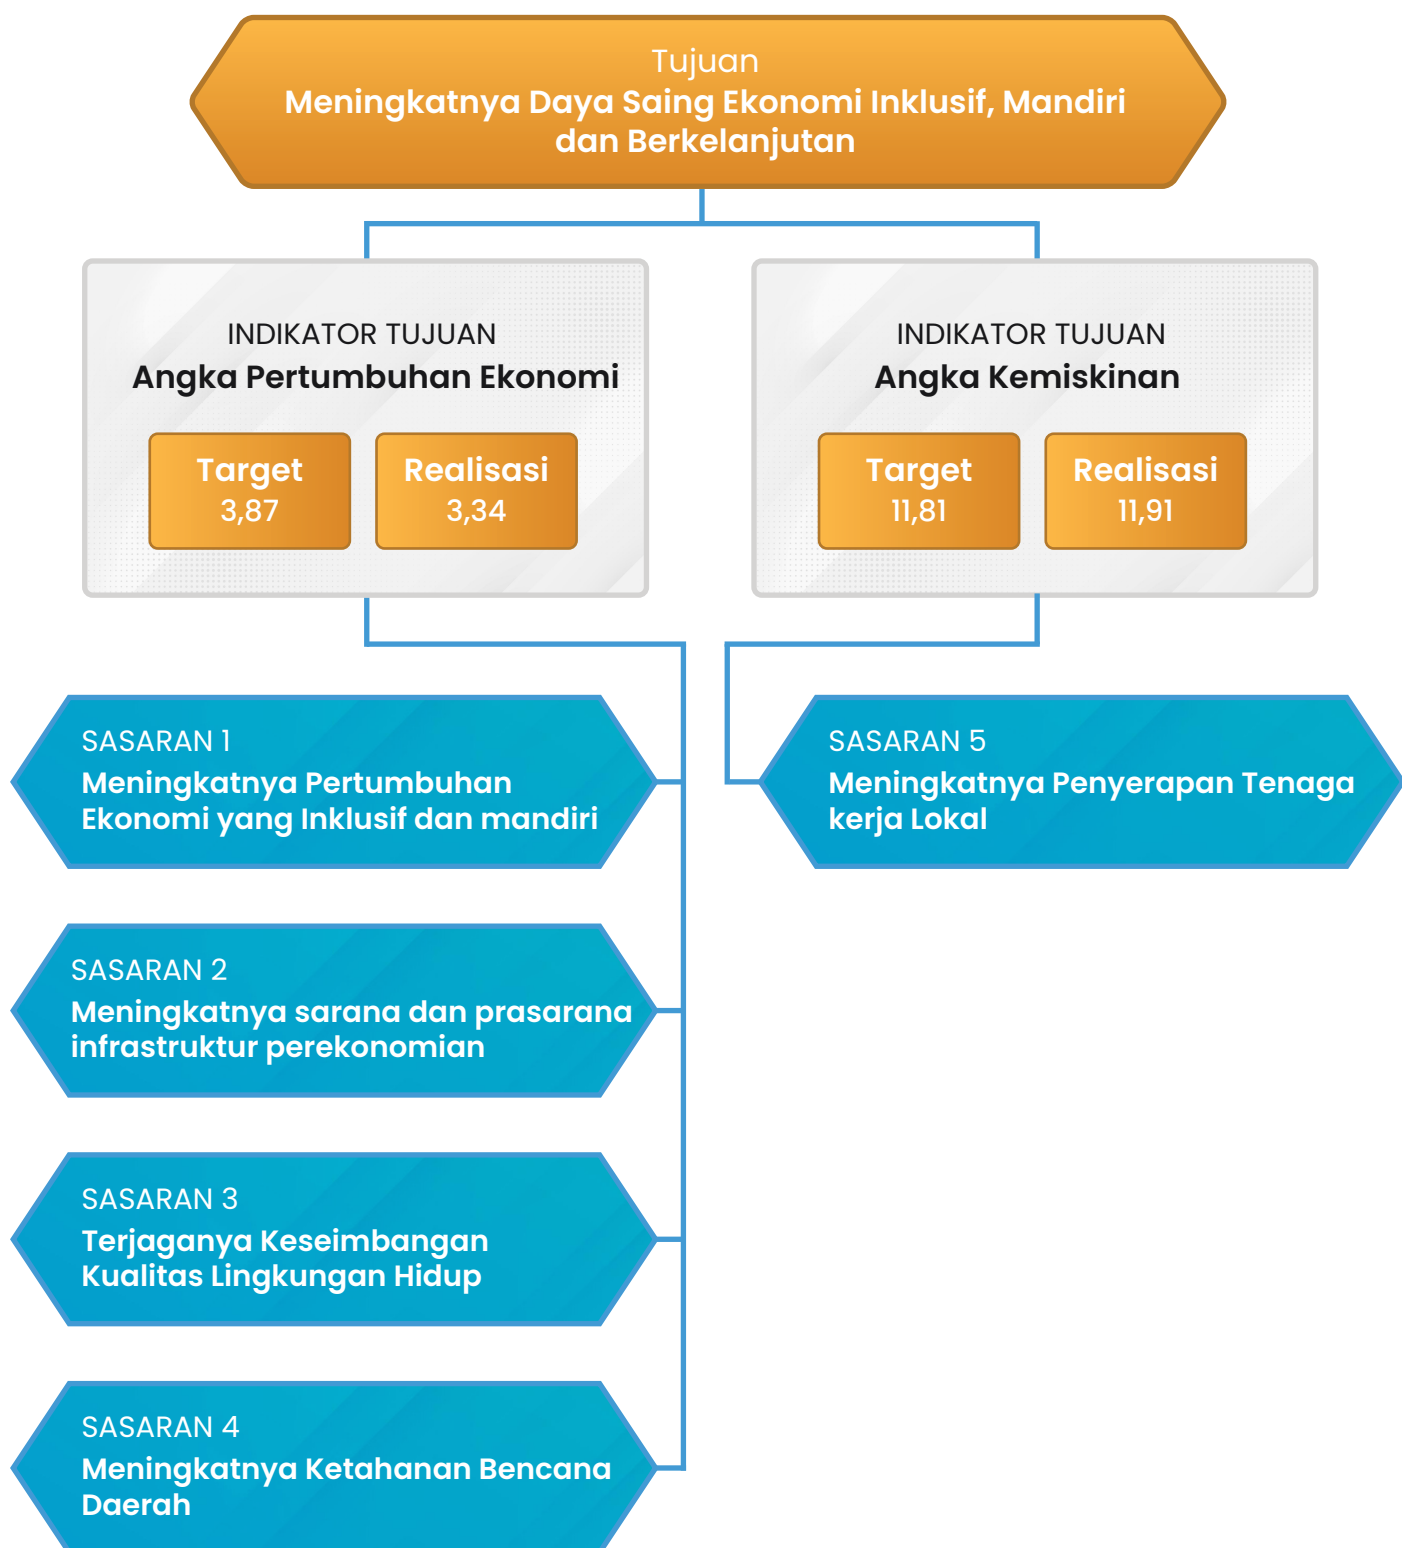 Tujuan
Meningkatnya Daya Saing Ekonomi Inklusif, Mandiri
dan Berkelanjutan
INDIKATOR TUJUAN
Angka Pertumbuhan Ekonomi
Target
3,87
Realisasi
3,34
INDIKATOR TUJUAN
Angka Kemiskinan
Target
11,81
Realisasi
11,91
SASARAN 1
Meningkatnya Pertumbuhan
Ekonomi yang Inklusif dan mandiri
SASARAN 2
Meningkatnya sarana dan prasarana
infrastruktur perekonomian
SASARAN 3
Terjaganya Keseimbangan
Kualitas Lingkungan Hidup
SASARAN 4
Meningkatnya Ketahanan Bencana
Daerah
SASARAN 5
Meningkatnya Penyerapan Tenaga
kerja Lokal